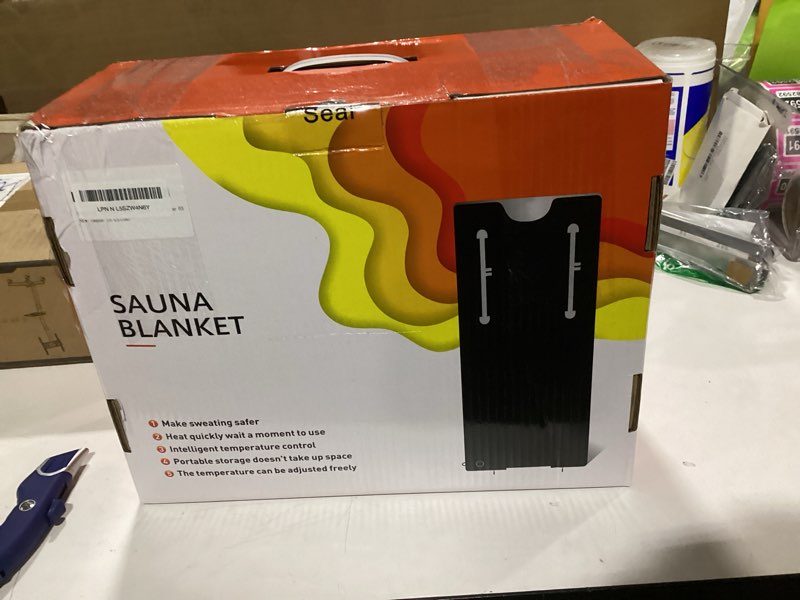 Seal
SAUNA
BLANKET
1 Make sweating safer
2 Heat quickly wait a moment to use
3 Intelligent temperature control
4 Portable storage doesn't take up space
5 The temperature can be adjusted freely